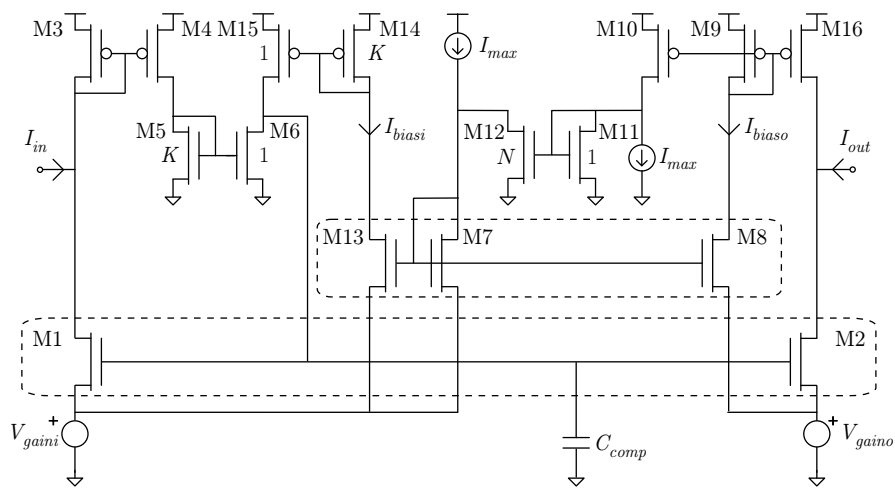 M3 M4 M15 M14 M10 M9 M16
1 K I_max
I_in M5 M6 I_biasi M12 M11 I_biaso I_out
K 1 N 1 I_max
M13 M7 M8
M1 M2
+ +
V_gaini C_comp V_gaino